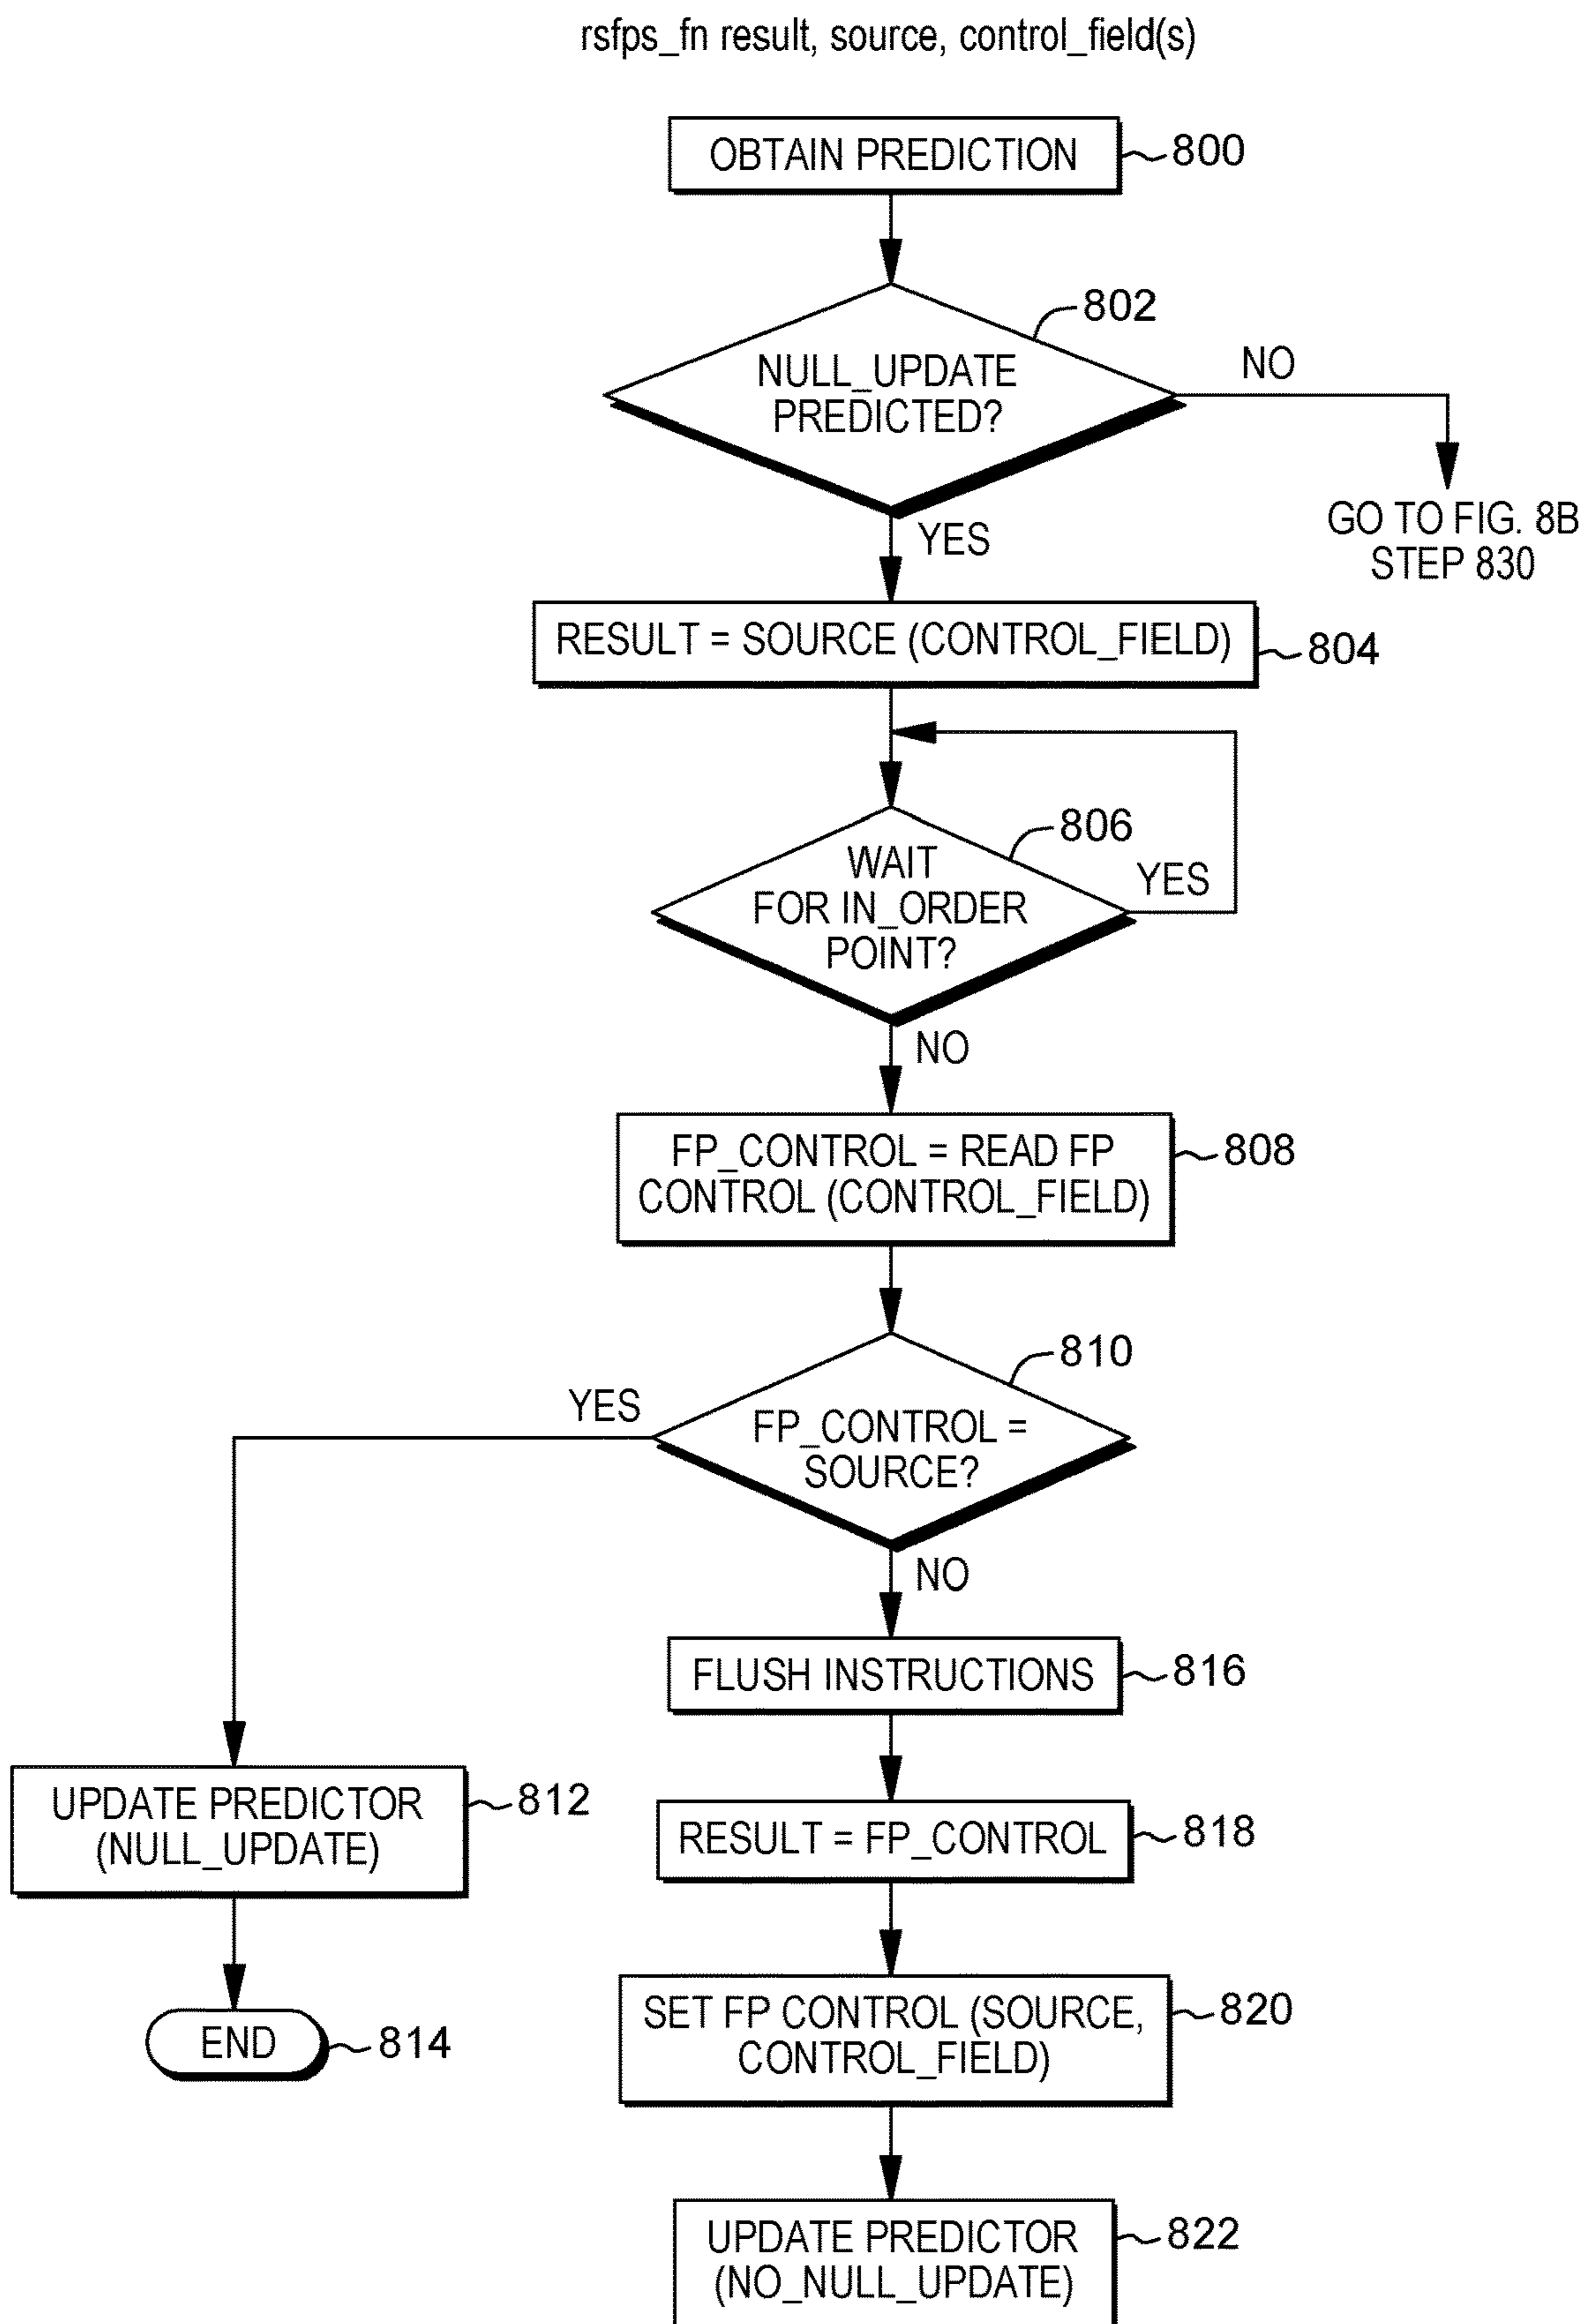 rsfps_fn result, source, control_field(s)
OBTAIN PREDICTION
800
802
NULL_UPDATE
PREDICTED?
NO
GO TO FIG. 8B
STEP 830
YES
RESULT = SOURCE (CONTROL_FIELD)
804
806
WAIT
FOR IN_ORDER
POINT?
YES
NO
FP_CONTROL = READ FP
CONTROL (CONTROL_FIELD)
808
810
YES
FP_CONTROL =
SOURCE?
NO
FLUSH INSTRUCTIONS
816
UPDATE PREDICTOR
(NULL_UPDATE)
812
RESULT = FP_CONTROL
818
END
814
SET FP CONTROL (SOURCE,
CONTROL_FIELD)
820
UPDATE PREDICTOR
(NO_NULL_UPDATE)
822